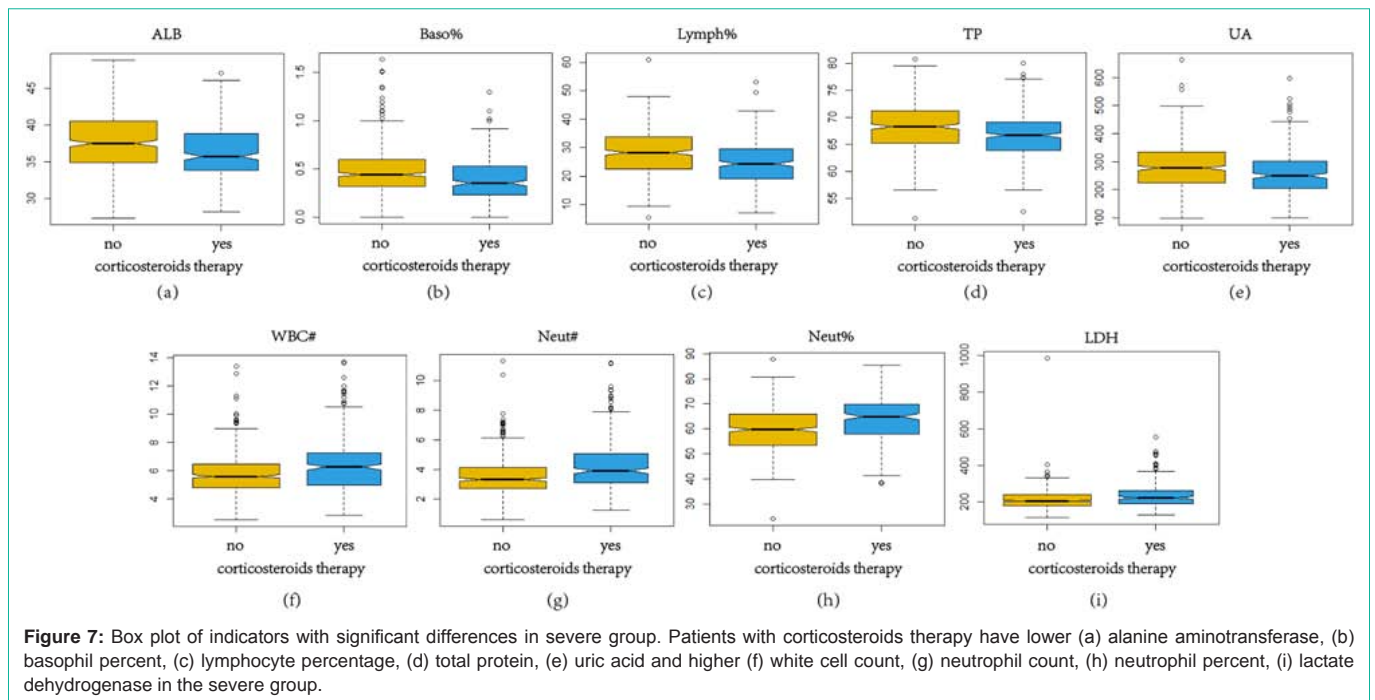 ALB
30 35 40 45
no yes
corticosteroids therapy
(a)
Baso%
0.0 0.5 1.0 1.5
no yes
corticosteroids therapy
(b)
Lymph%
10 20 30 40 50 60
no yes
corticosteroids therapy
(c)
TP
55 60 65 70 75 80
no yes
corticosteroids therapy
(d)
UA
100 200 300 400 500 600
no yes
corticosteroids therapy
(e)
WBC#
4 6 8 10 12 14
no yes
corticosteroids therapy
(f)
Neut#
2 4 6 8 10
no yes
corticosteroids therapy
(g)
Neut%
30 40 50 60 70 80 90
no yes
corticosteroids therapy
(h)
LDH
200 400 600 800 1000
no yes
corticosteroids therapy
(i)
Figure 7: Box plot of indicators with significant differences in severe group. Patients with corticosteroids therapy have lower (a) alanine aminotransferase, (b)
basophil percent, (c) lymphocyte percentage, (d) total protein, (e) uric acid and higher (f) white cell count, (g) neutrophil count, (h) neutrophil percent, (i) lactate
dehydrogenase in the severe group.